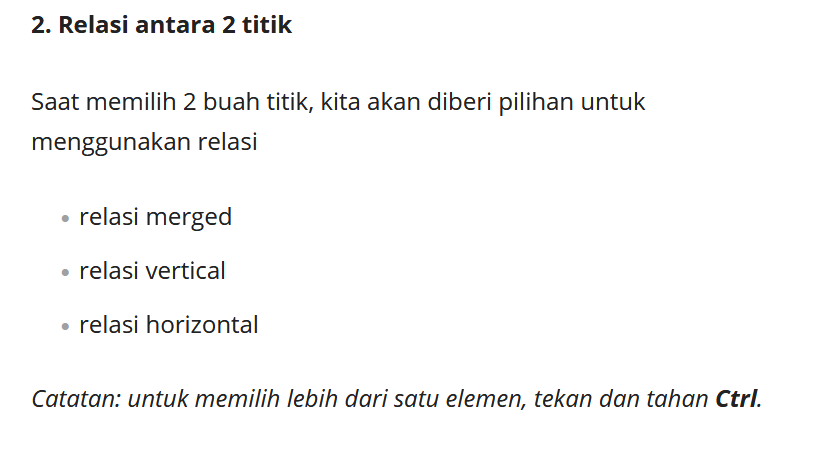 2. Relasi antara 2 titik
Saat memilih 2 buah titik, kita akan diberi pilihan untuk
menggunakan relasi
• relasi merged
• relasi vertical
• relasi horizontal
Catatan: untuk memilih lebih dari satu elemen, tekan dan tahan Ctrl.